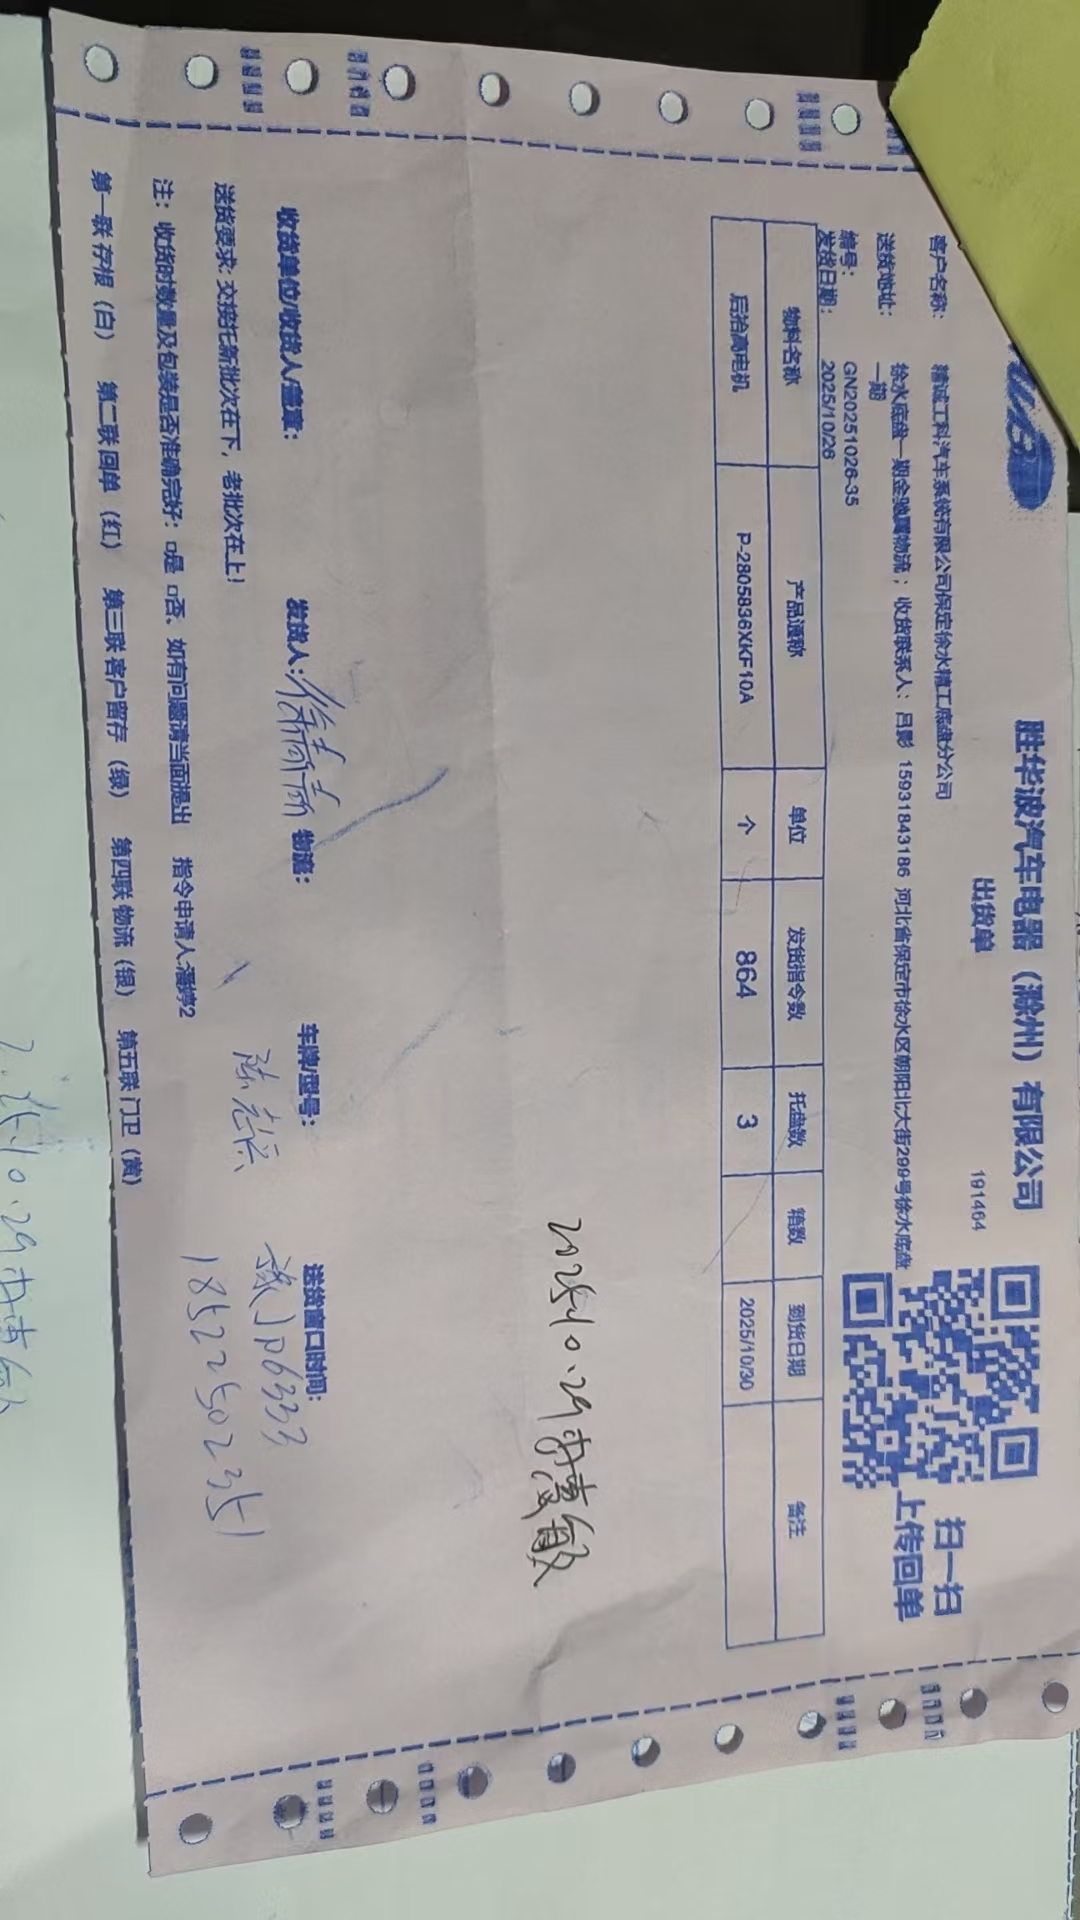 胜华波汽车电器（滁州）有限公司
出货单
191464
扫一扫
上传回单
客户名称： 精诚工科汽车系统有限公司保定徐水精工底盘分公司
送货地址： 徐水底盘一期金驰腾物流；收货联系人：吕影 15931843186 河北省保定市徐水区朝阳北大街299号徐水底盘
一期
编号： GN20251026-35
发货日期： 2025/10/26
物料名称 产品通称 单位 发货指令数 托盘数 箱数 到货日期 备注
后抬高电机 P-2805836XKF10A 个 864 3 2025/10/30
2025.10.29
收货单位/收货人/盖章： 发货人： 物流： 车牌/型号： 送货窗口时间：
18522502351
送货要求：交接托新批次在下，老批次在上！
注：收货时数量及包装是否准确完好：□是 □否、如有问题请当面提出 指令申请人:潘婷2
第一联 存根（白） 第二联 回单（红） 第三联 客户留存（绿） 第四联 物流（银） 第五联 门卫（黄）